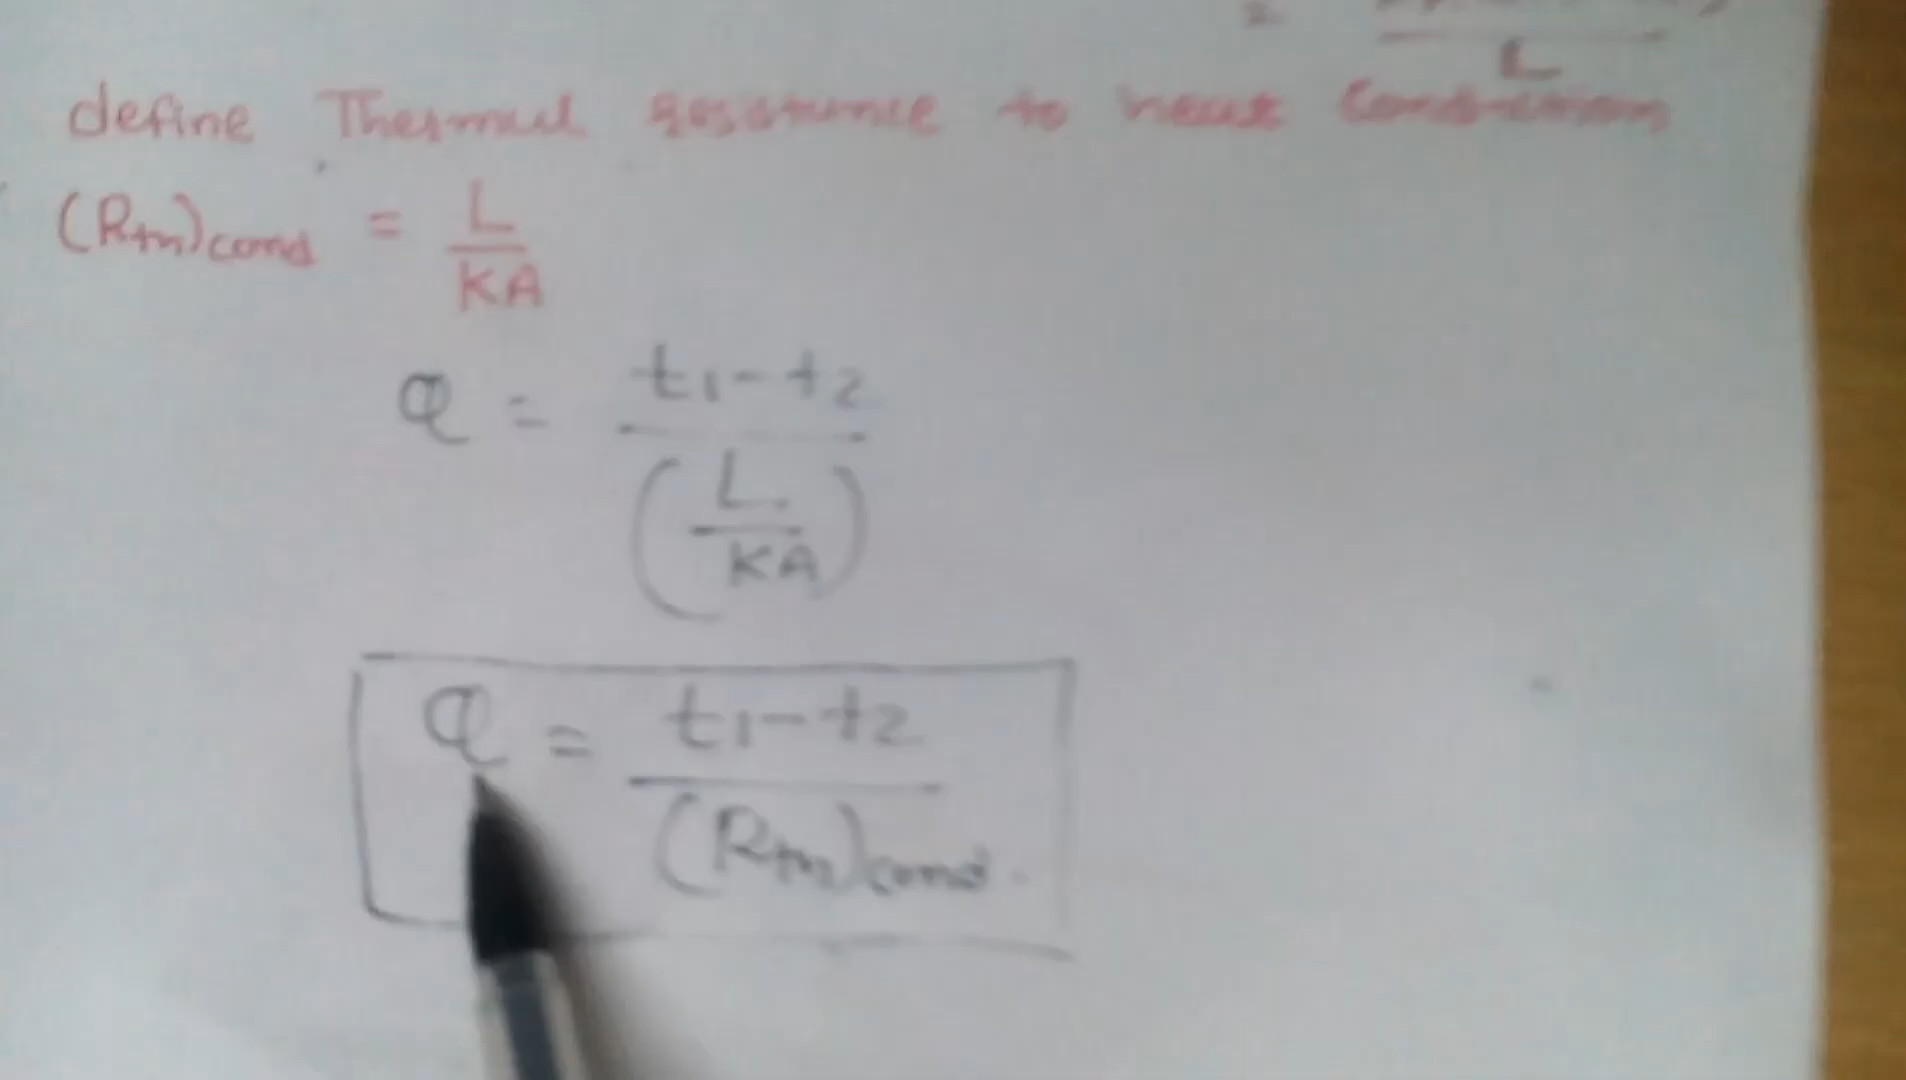 L
define Thermal resistance to heat Conduction
(Rth)cond = L/KA
Q = t1-t2/(L/KA)
Q = t1-t2/(Rth)cond.